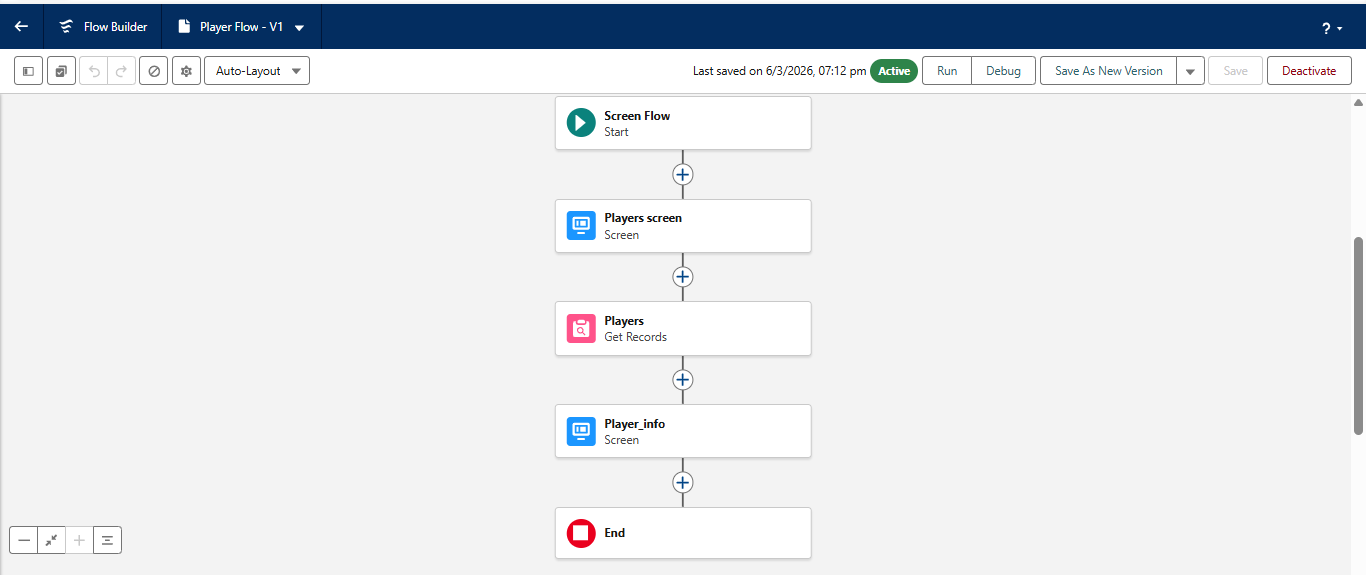 Flow Builder
Player Flow - V1
?
Auto-Layout
Last saved on 6/3/2026, 07:12 pm
Active
Run
Debug
Save As New Version
Save
Deactivate
Screen Flow
Start
Players screen
Screen
Players
Get Records
Player_info
Screen
End